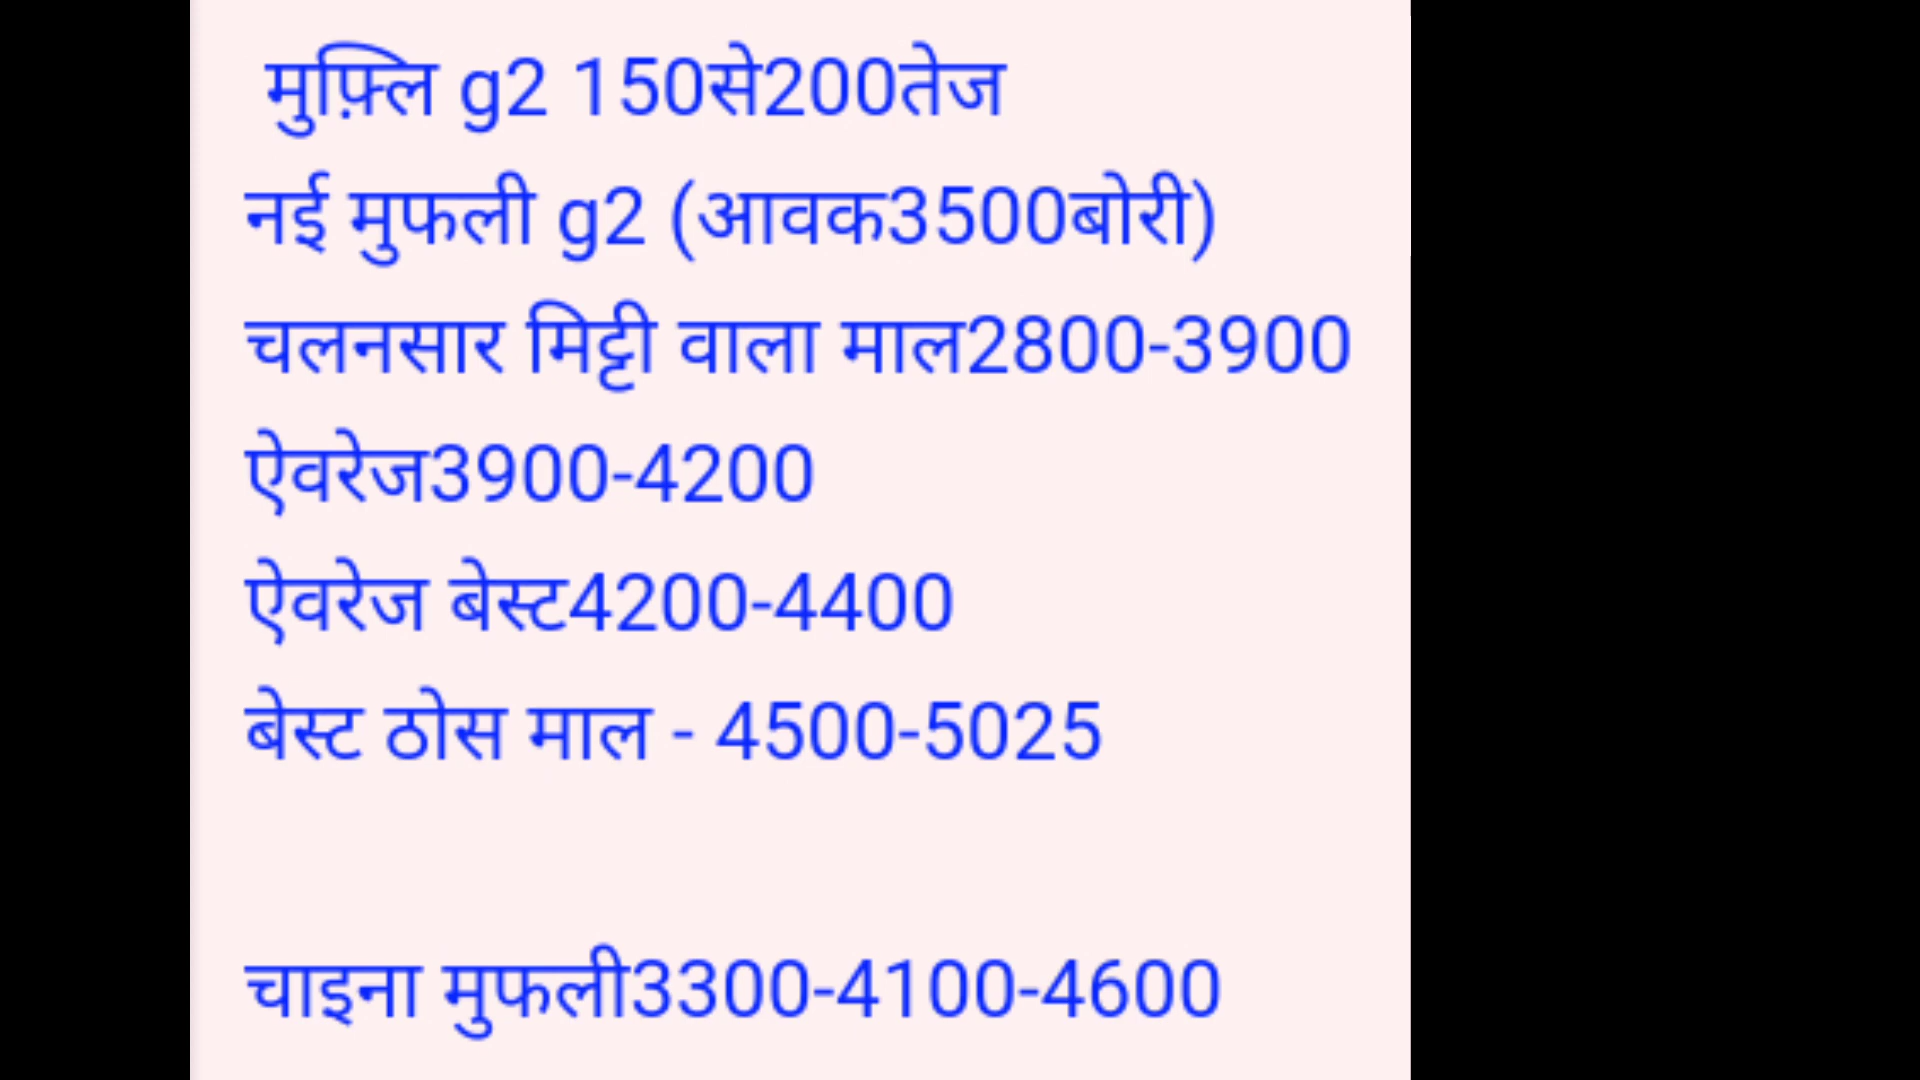 मुफ़्लि g2 150से200तेज
नई मुफली g2 (आवक3500बोरी)
चलनसार मिट्टी वाला माल2800-3900
ऐवरेज3900-4200
ऐवरेज बेस्ट4200-4400
बेस्ट ठोस माल - 4500-5025
चाइना मुफली3300-4100-4600